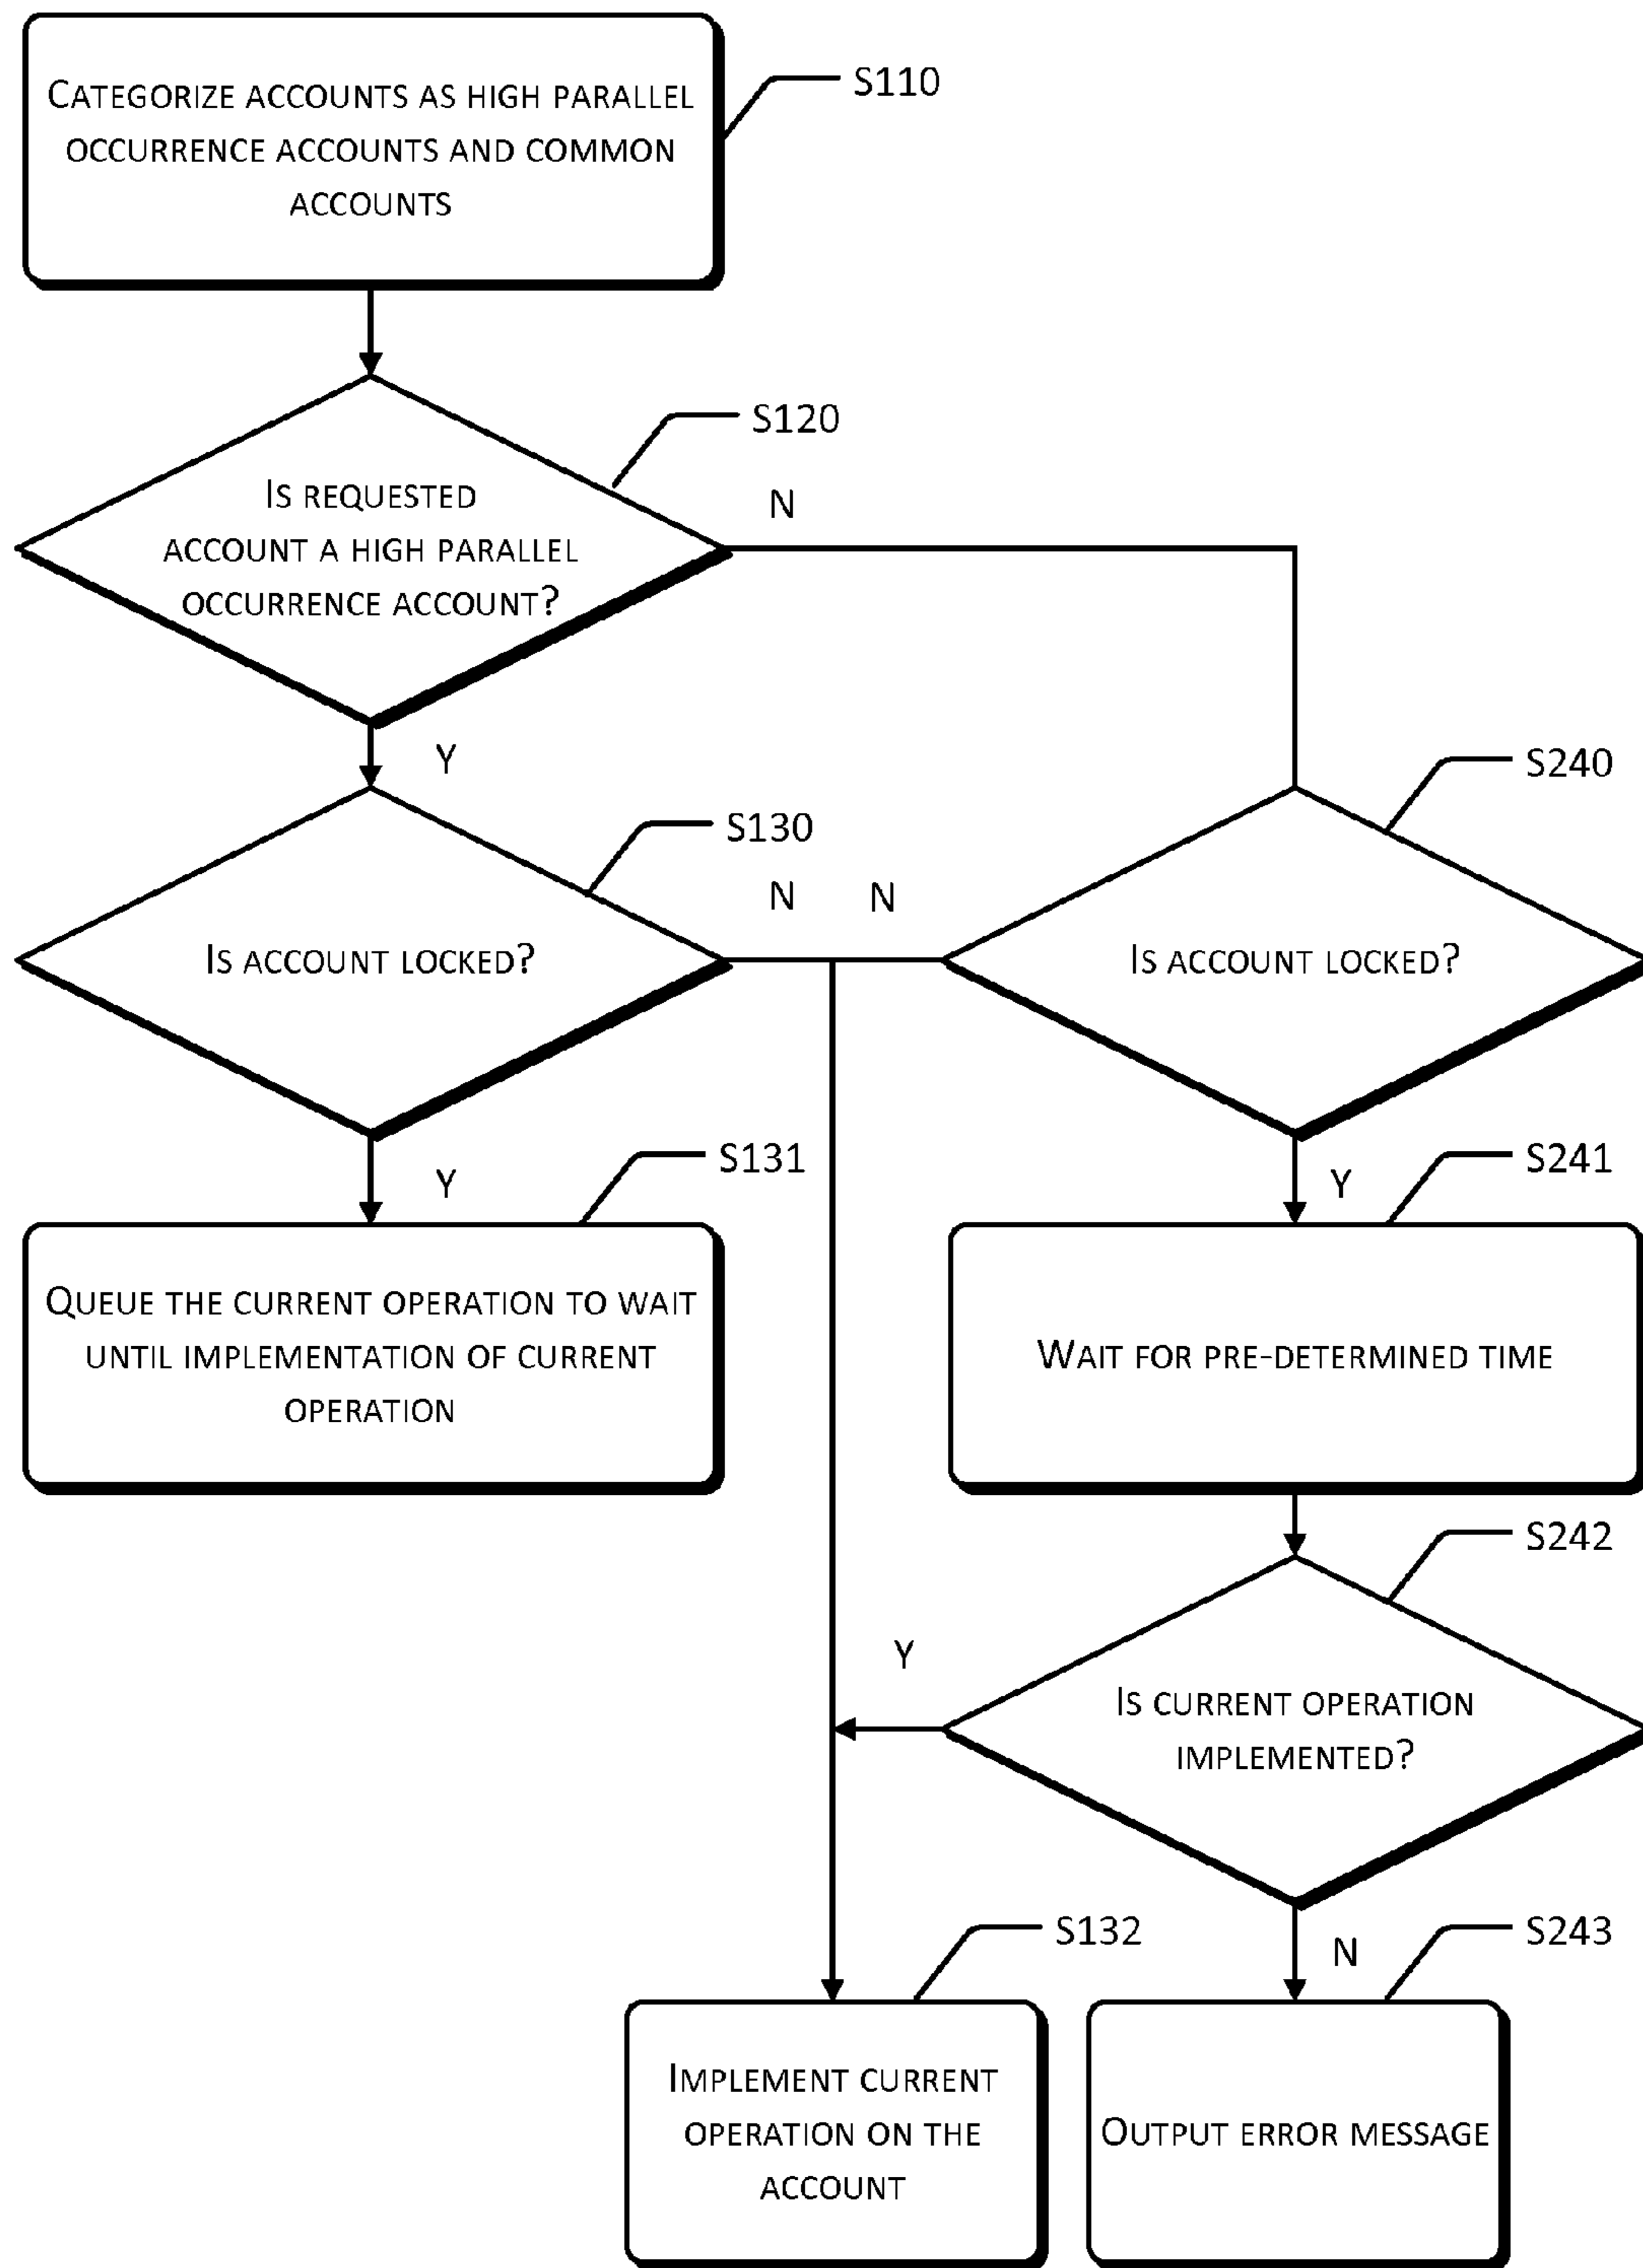 CATEGORIZE ACCOUNTS AS HIGH PARALLEL
OCCURRENCE ACCOUNTS AND COMMON
ACCOUNTS
S110
S120
IS REQUESTED
ACCOUNT A HIGH PARALLEL
OCCURRENCE ACCOUNT?
N
Y
S130
S240
IS ACCOUNT LOCKED?
N
N
IS ACCOUNT LOCKED?
Y
S131
Y
S241
QUEUE THE CURRENT OPERATION TO WAIT
UNTIL IMPLEMENTATION OF CURRENT
OPERATION
WAIT FOR PRE-DETERMINED TIME
S242
Y
IS CURRENT OPERATION
IMPLEMENTED?
S132
N
S243
IMPLEMENT CURRENT
OPERATION ON THE
ACCOUNT
OUTPUT ERROR MESSAGE